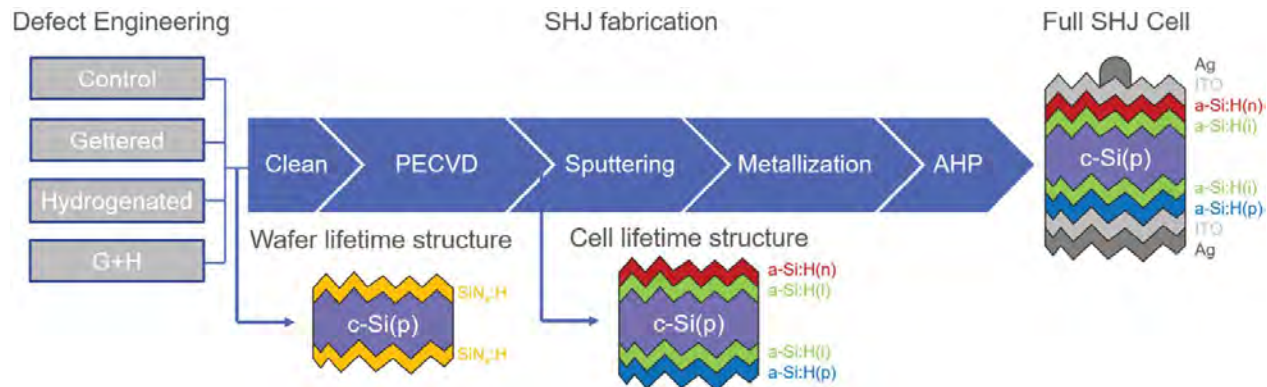 Defect Engineering
SHJ fabrication
Full SHJ Cell
Control
Gettered
Hydrogenated
G+H
Clean
PECVD
Sputtering
Metallization
AHP
Wafer lifetime structure
SiNₓ:H
c-Si(p)
SiNₓ:H
Cell lifetime structure
a-Si:H(n)
a-Si:H(I)
c-Si(p)
a-Si:H(I)
a-Si:H(p)
Ag
ITO
a-Si:H(n)
a-Si:H(i)
c-Si(p)
a-Si:H(i)
a-Si:H(p)
ITO
Ag